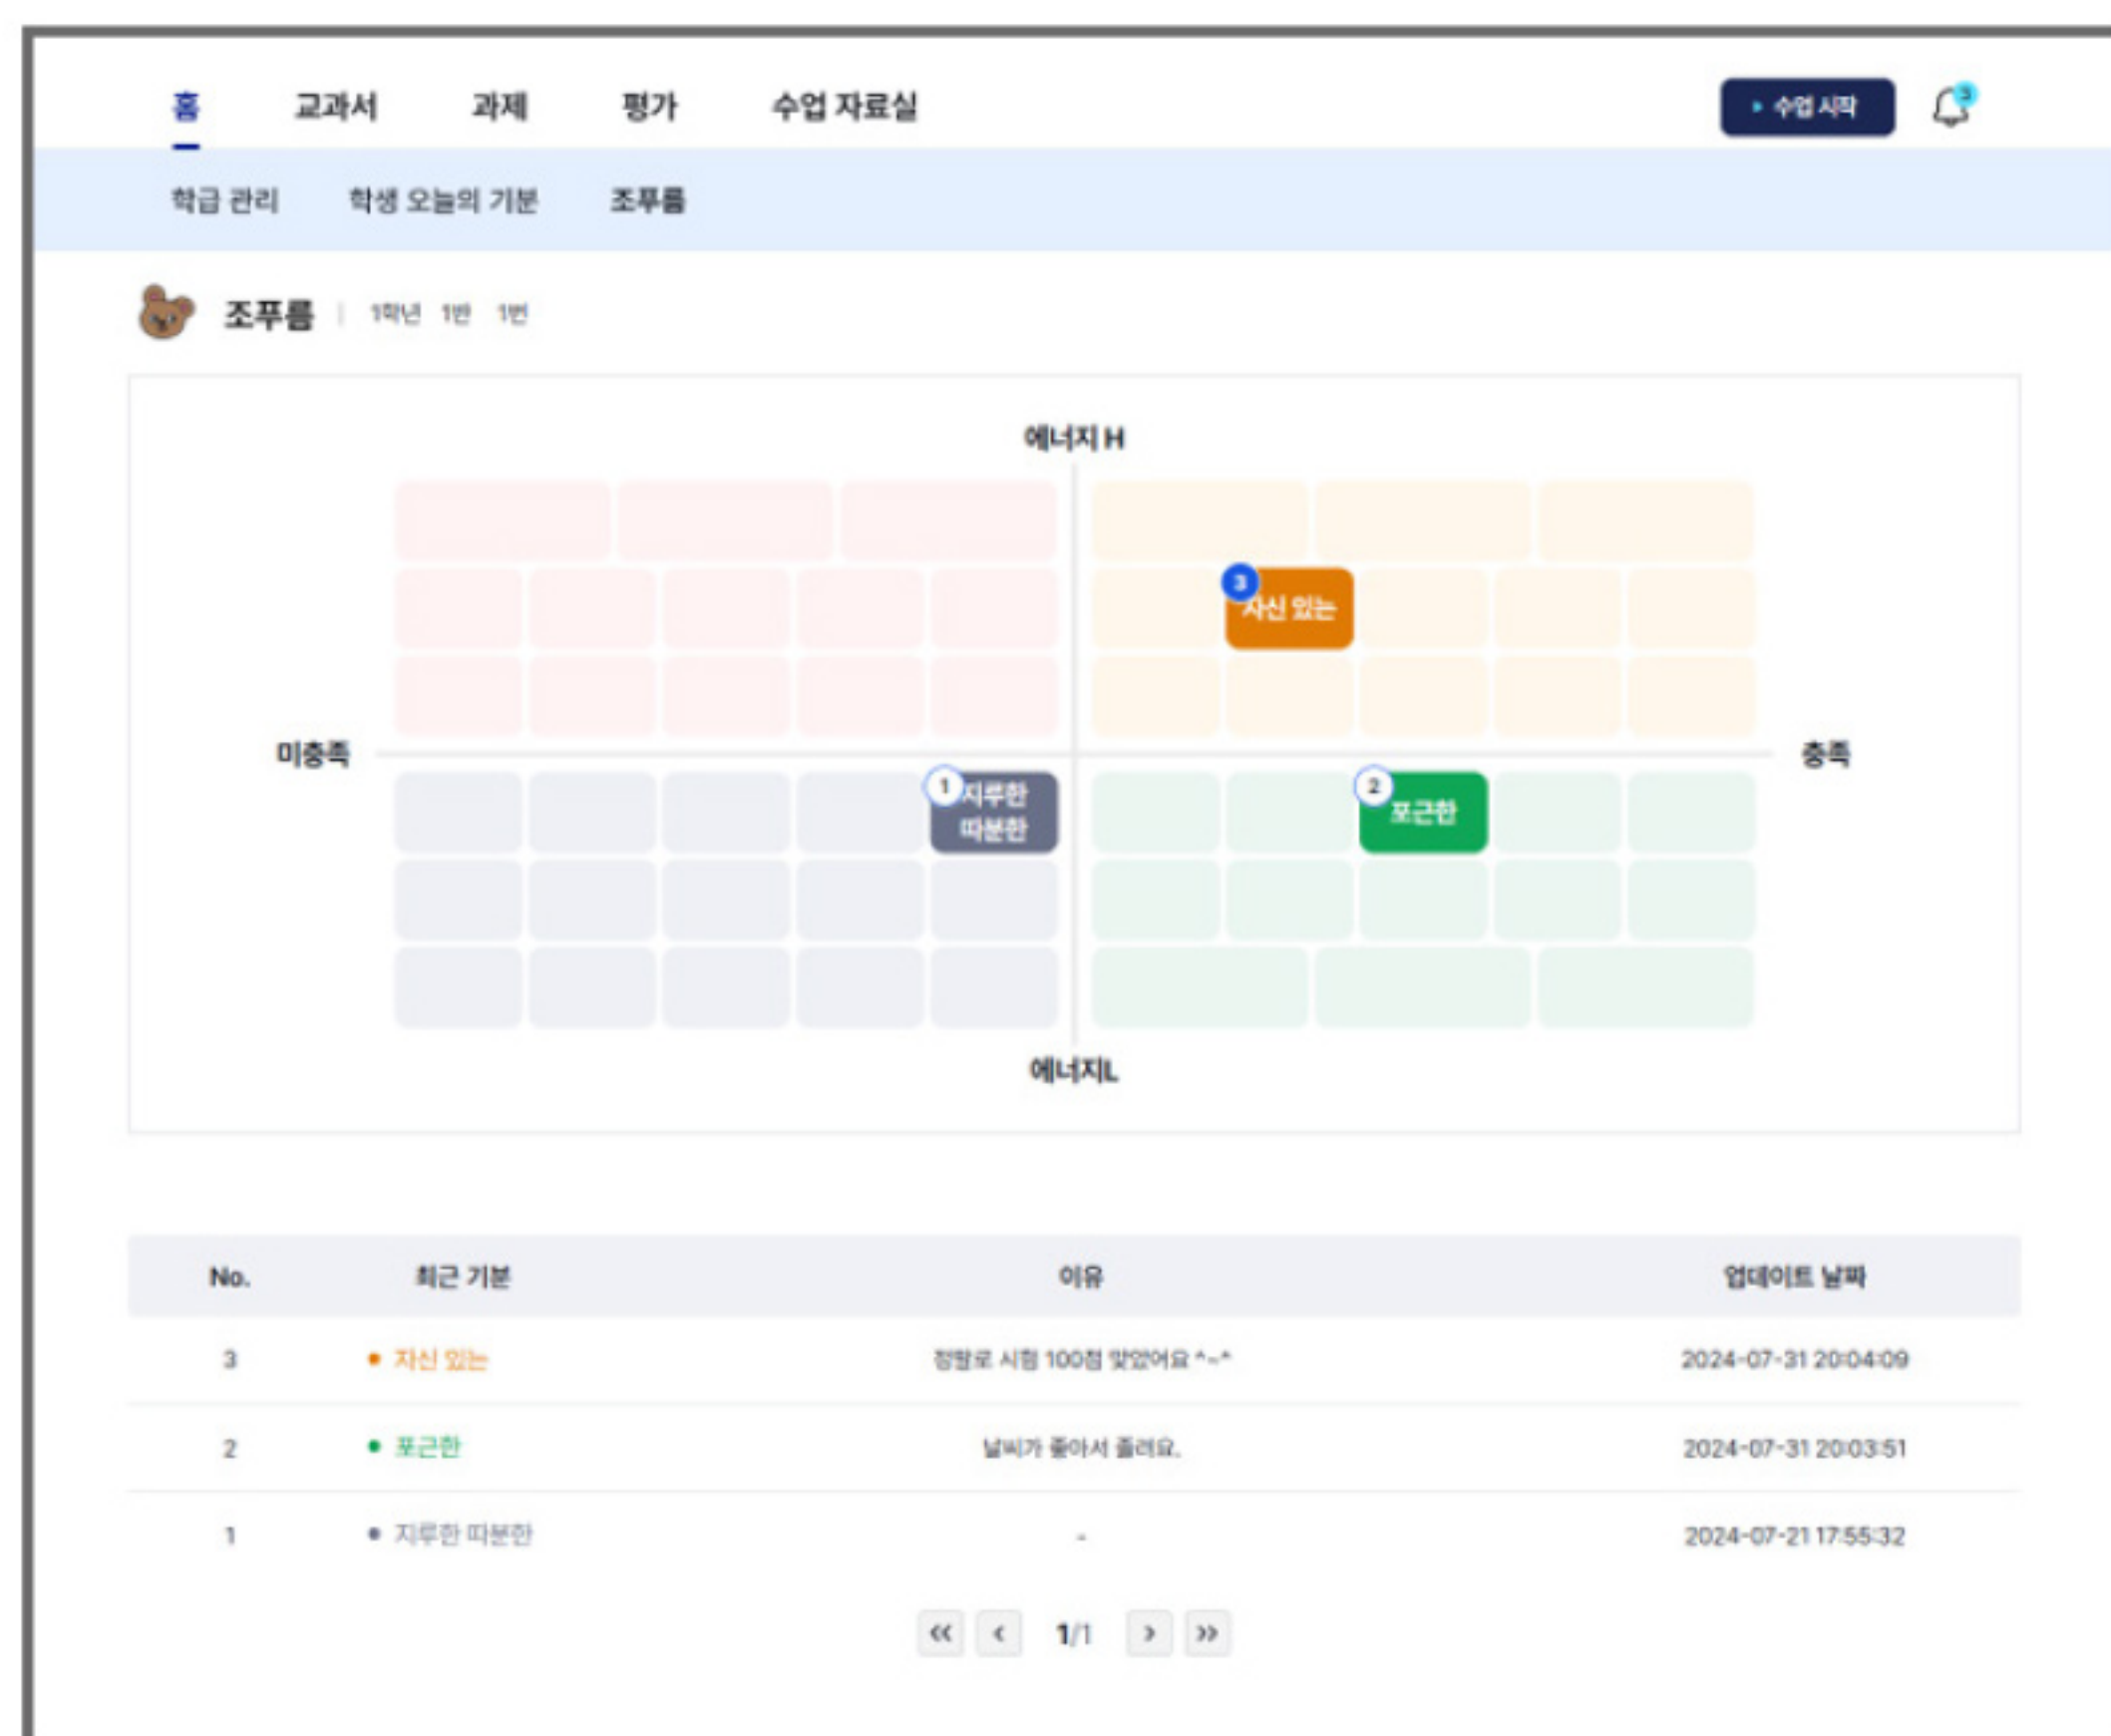 홈 교과서 과제 평가 수업 자료실 수업 시작 3
학급 관리 학생 오늘의 기분 조푸름
조푸름 1학년 1반 1번
에너지 H
3 자신 있는
미충족 충족
1 지루한 따분한
2 포근한
에너지L
No. 최근 기분 이유 업데이트 날짜
3 자신 있는 정말로 시험 100점 맞았어요 ^~^ 2024-07-31 20:04:09
2 포근한 날씨가 좋아서 졸려요. 2024-07-31 20:03:51
1 지루한 따분한 - 2024-07-21 17:55:32
« ‹ 1/1 › »